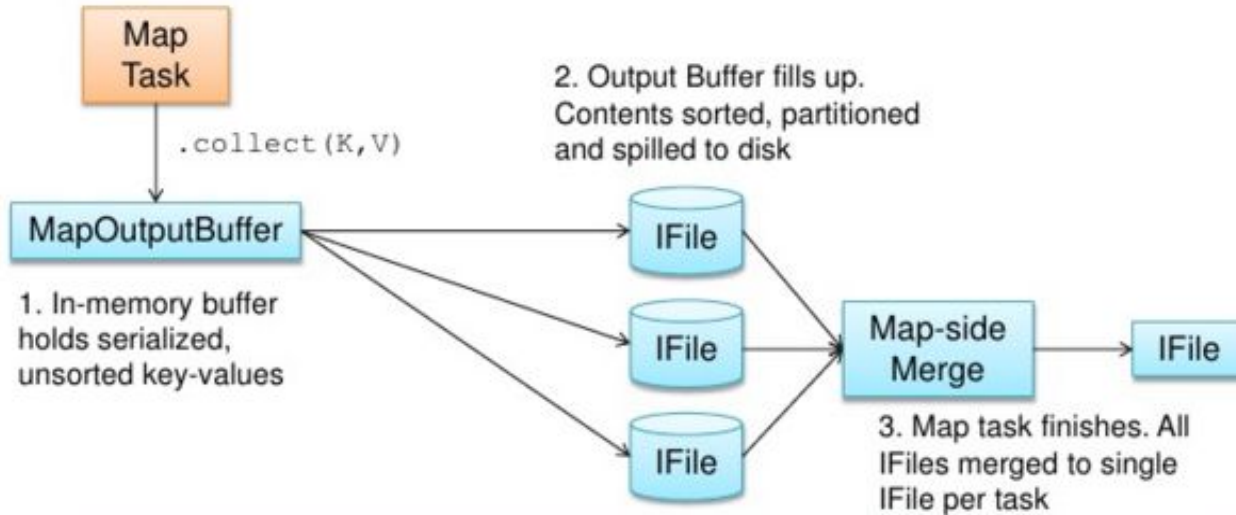 Map
Task
.collect(K,V)
MapOutputBuffer
1. In-memory buffer
holds serialized,
unsorted key-values
2. Output Buffer fills up.
Contents sorted, partitioned
and spilled to disk
IFile
IFile
IFile
Map-side
Merge
IFile
3. Map task finishes. All
IFiles merged to single
IFile per task